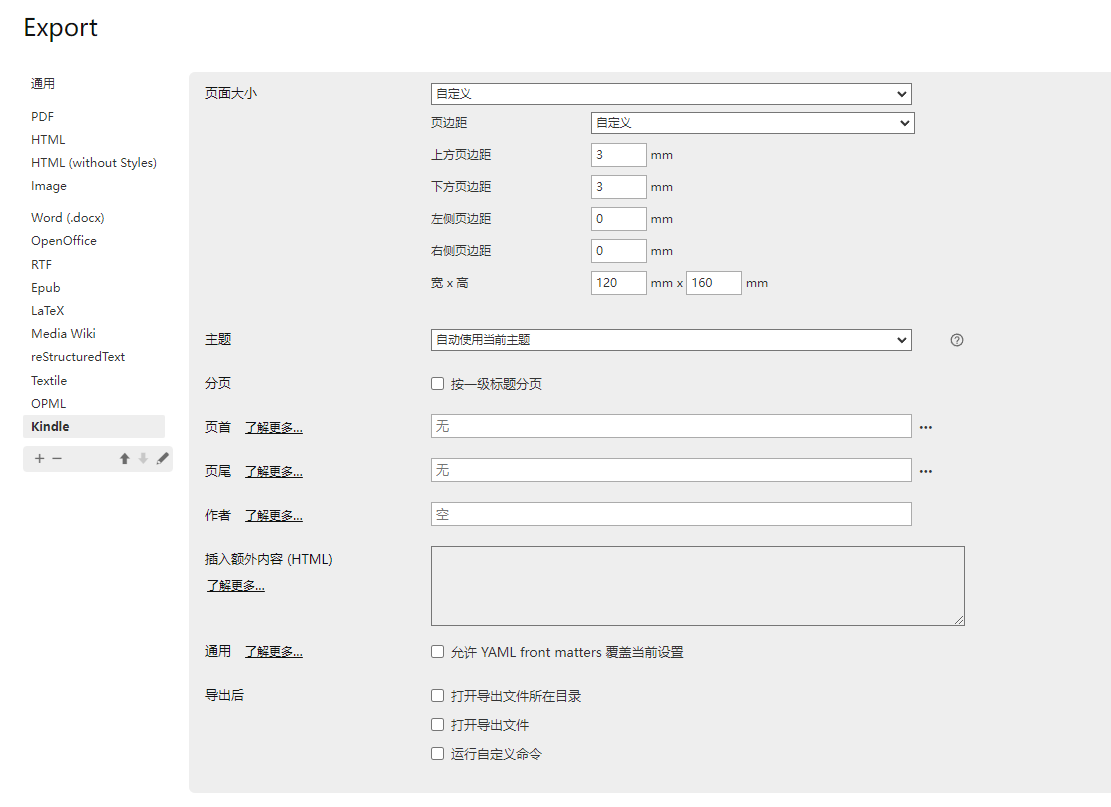 Export
通用
PDF
HTML
HTML (without Styles)
Image
Word (.docx)
OpenOffice
RTF
Epub
LaTeX
Media Wiki
reStructuredText
Textile
OPML
Kindle
页面大小 自定义
页边距 自定义
上方页边距 3 mm
下方页边距 3 mm
左侧页边距 0 mm
右侧页边距 0 mm
宽 x 高 120 mm x 160 mm
主题 自动使用当前主题
分页 按一级标题分页
页首 了解更多... 无
页尾 了解更多... 无
作者 了解更多... 空
插入额外内容 (HTML)
了解更多...
通用 了解更多... 允许 YAML front matters 覆盖当前设置
导出后 打开导出文件所在目录
打开导出文件
运行自定义命令